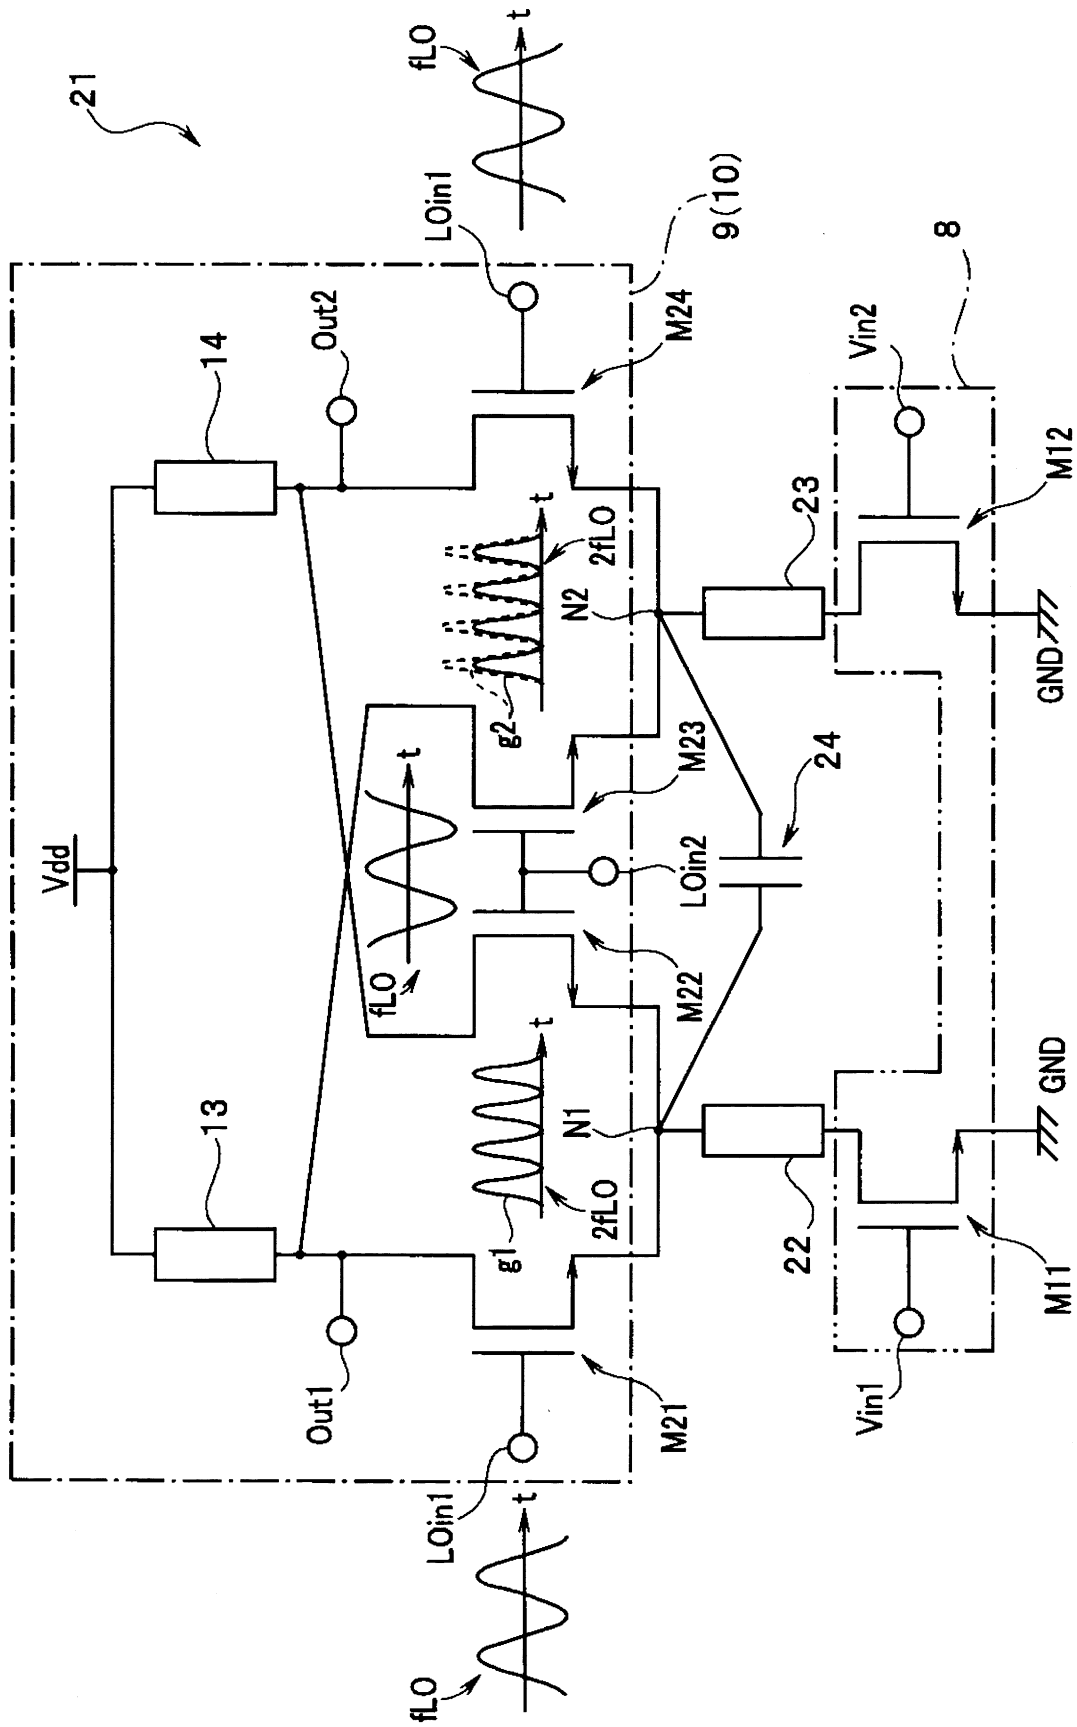 21
fLO
t
LOin1
9(10)
14
Out2
M24
t
2fLO
g2
N2
23
Vin2
8
M12
GND
Vdd
t
fLO
M23
LOin2
M22
24
13
t
2fLO
g1
N1
22
GND
Out1
M21
LOin1
t
fLO
Vin1
M11